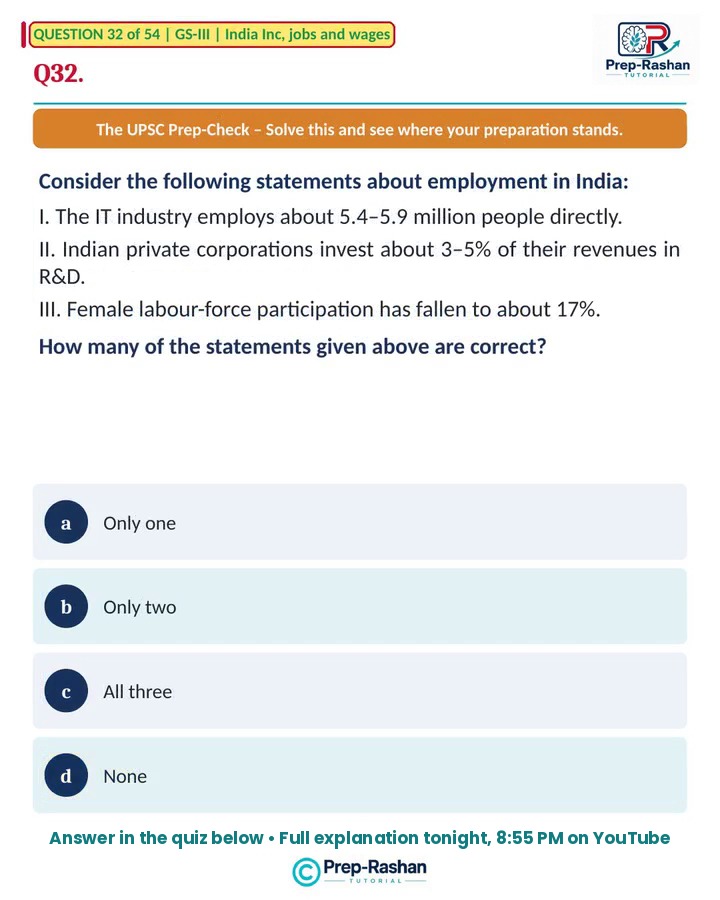 QUESTION 32 of 54 | GS-III | India Inc, jobs and wages
Prep-Rashan
TUTORIAL
Q32.
The UPSC Prep-Check – Solve this and see where your preparation stands.
Consider the following statements about employment in India:
I. The IT industry employs about 5.4–5.9 million people directly.
II. Indian private corporations invest about 3–5% of their revenues in
R&D.
III. Female labour-force participation has fallen to about 17%.
How many of the statements given above are correct?
a Only one
b Only two
c All three
d None
Answer in the quiz below • Full explanation tonight, 8:55 PM on YouTube
© Prep-Rashan
TUTORIAL